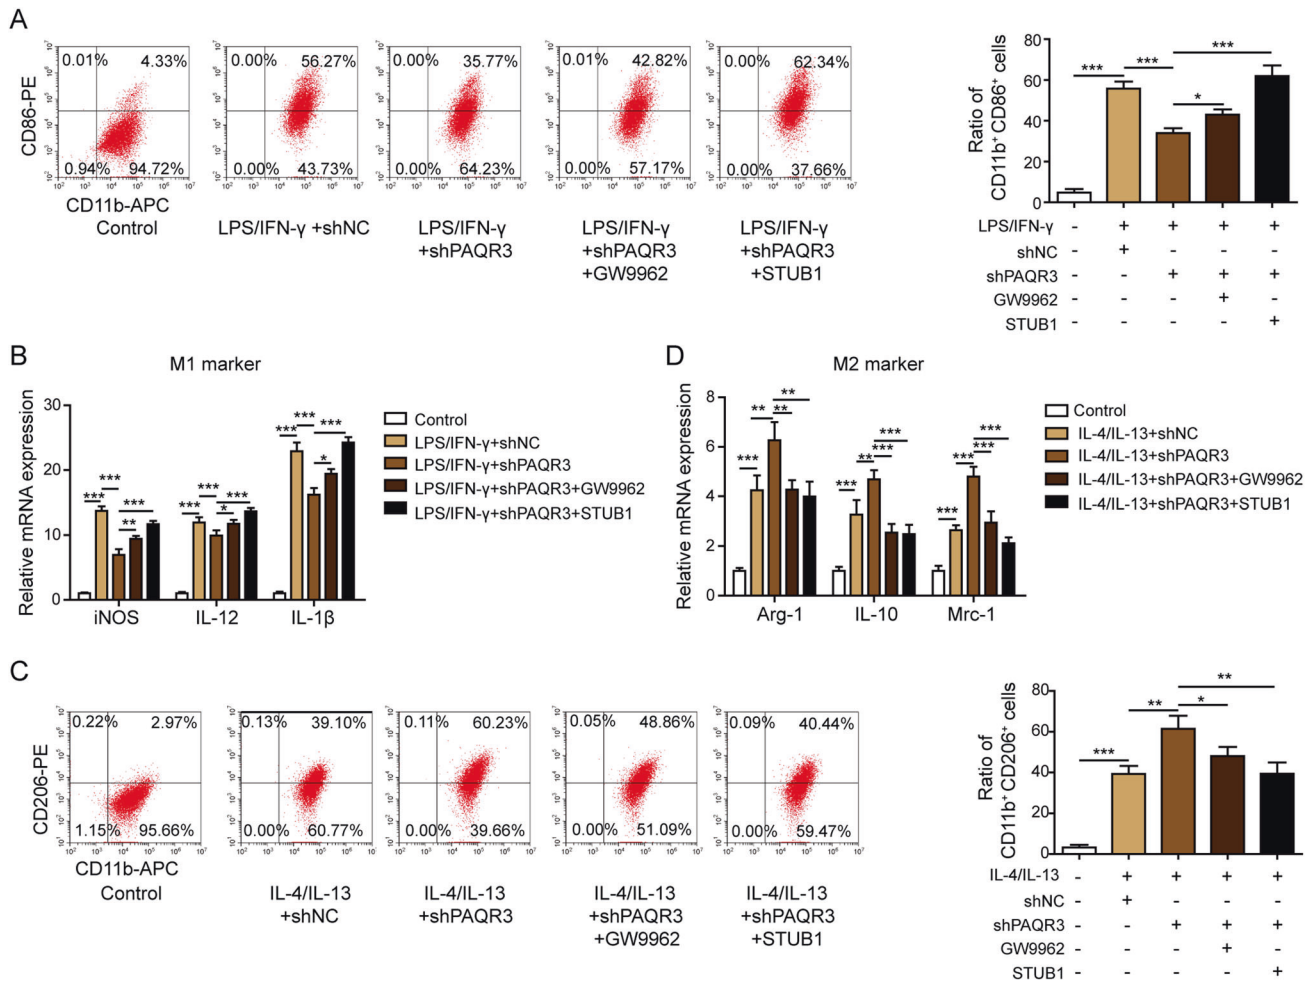 A
CD86-PE
0.01% 4.33%
0.94% 94.72%
10² 10³ 10⁴ 10⁵ 10⁶ 10⁷
CD11b-APC
Control
0.00% 56.27%
0.00% 43.73%
LPS/IFN-γ +shNC
0.00% 35.77%
0.00% 64.23%
LPS/IFN-γ
+shPAQR3
0.01% 42.82%
0.00% 57.17%
LPS/IFN-γ
+shPAQR3
+GW9962
0.00% 62.34%
0.00% 37.66%
LPS/IFN-γ
+shPAQR3
+STUB1
Ratio of
CD11b⁺ CD86⁺ cells
80
60
40
20
0
*** *** * ***
LPS/IFN-γ - + + + +
shNC - + - - -
shPAQR3 - - + + +
GW9962 - - - + -
STUB1 - - - - +
B
M1 marker
Relative mRNA expression
30
20
10
0
*** *** ** ***
*** *** * ***
*** *** * ***
iNOS IL-12 IL-1β
Control
LPS/IFN-γ+shNC
LPS/IFN-γ+shPAQR3
LPS/IFN-γ+shPAQR3+GW9962
LPS/IFN-γ+shPAQR3+STUB1
D
M2 marker
Relative mRNA expression
8
6
4
2
0
*** ** ** **
*** ** *** ***
*** *** *** ***
Arg-1 IL-10 Mrc-1
Control
IL-4/IL-13+shNC
IL-4/IL-13+shPAQR3
IL-4/IL-13+shPAQR3+GW9962
IL-4/IL-13+shPAQR3+STUB1
C
CD206-PE
0.22% 2.97%
1.15% 95.66%
10² 10³ 10⁴ 10⁵ 10⁶ 10⁷
CD11b-APC
Control
0.13% 39.10%
0.00% 60.77%
IL-4/IL-13
+shNC
0.11% 60.23%
0.00% 39.66%
IL-4/IL-13
+shPAQR3
0.05% 48.86%
0.00% 51.09%
IL-4/IL-13
+shPAQR3
+GW9962
0.09% 40.44%
0.00% 59.47%
IL-4/IL-13
+shPAQR3
+STUB1
Ratio of
CD11b⁺ CD206⁺ cells
80
60
40
20
0
*** ** * **
IL-4/IL-13 - + + + +
shNC - + - - -
shPAQR3 - - + + +
GW9962 - - - + -
STUB1 - - - - +